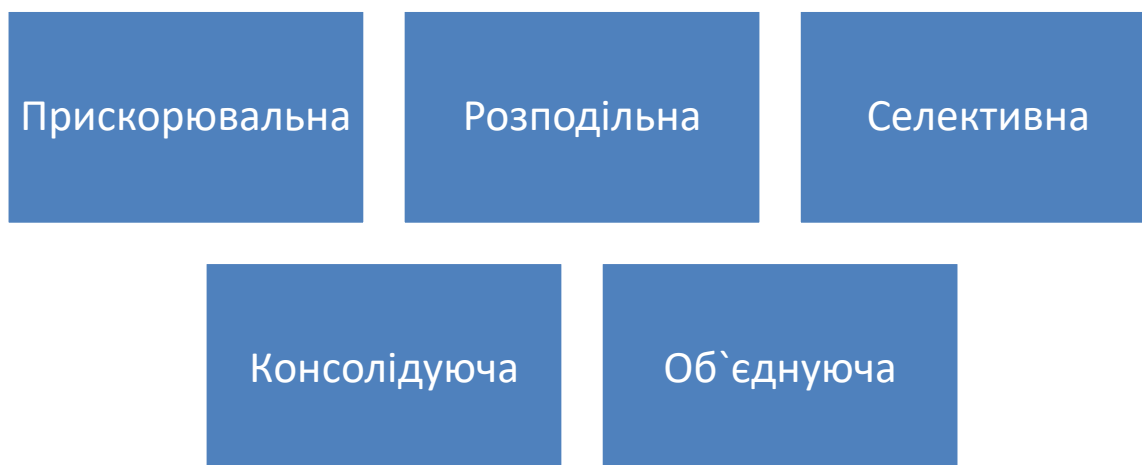 Прискорювальна
Розподільна
Селективна
Консолідуюча
Об`єднуюча